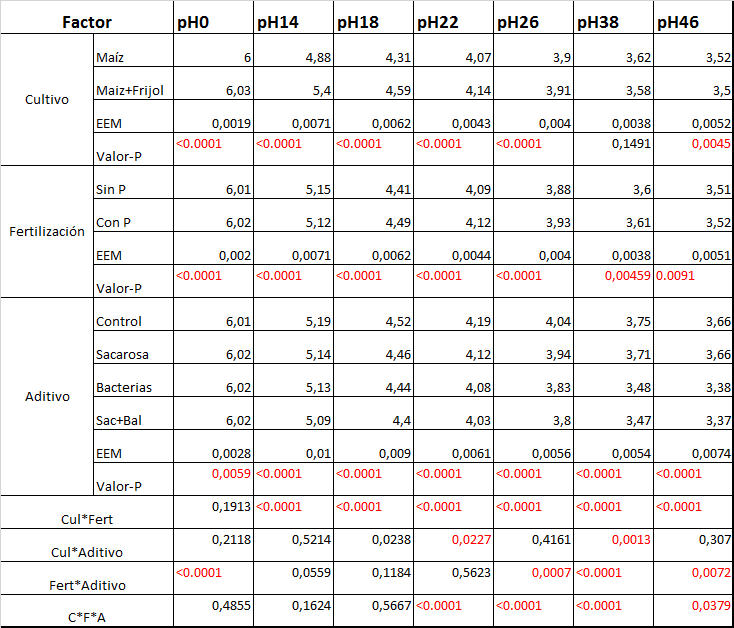 Factor pH0 pH14 pH18 pH22 pH26 pH38 pH46
Cultivo
Maíz 6 4,88 4,31 4,07 3,9 3,62 3,52
Maiz+Frijol 6,03 5,4 4,59 4,14 3,91 3,58 3,5
EEM 0,0019 0,0071 0,0062 0,0043 0,004 0,0038 0,0052
Valor-P <0.0001 <0.0001 <0.0001 <0.0001 <0.0001 0,1491 0,0045
Fertilización
Sin P 6,01 5,15 4,41 4,09 3,88 3,6 3,51
Con P 6,02 5,12 4,49 4,12 3,93 3,61 3,52
EEM 0,002 0,0071 0,0062 0,0044 0,004 0,0038 0,0051
Valor-P <0.0001 <0.0001 <0.0001 <0.0001 <0.0001 0,00459 0.0091
Aditivo
Control 6,01 5,19 4,52 4,19 4,04 3,75 3,66
Sacarosa 6,02 5,14 4,46 4,12 3,94 3,71 3,66
Bacterias 6,02 5,13 4,44 4,08 3,83 3,48 3,38
Sac+Bal 6,02 5,09 4,4 4,03 3,8 3,47 3,37
EEM 0,0028 0,01 0,009 0,0061 0,0056 0,0054 0,0074
Valor-P 0,0059 <0.0001 <0.0001 <0.0001 <0.0001 <0.0001 <0.0001
Cul*Fert 0,1913 <0.0001 <0.0001 <0.0001 <0.0001 <0.0001 <0.0001
Cul*Aditivo 0,2118 0,5214 0,0238 0,0227 0,4161 0,0013 0,307
Fert*Aditivo <0.0001 0,0559 0,1184 0,5623 0,0007 <0.0001 0,0072
C*F*A 0,4855 0,1624 0,5667 <0.0001 <0.0001 <0.0001 0,0379